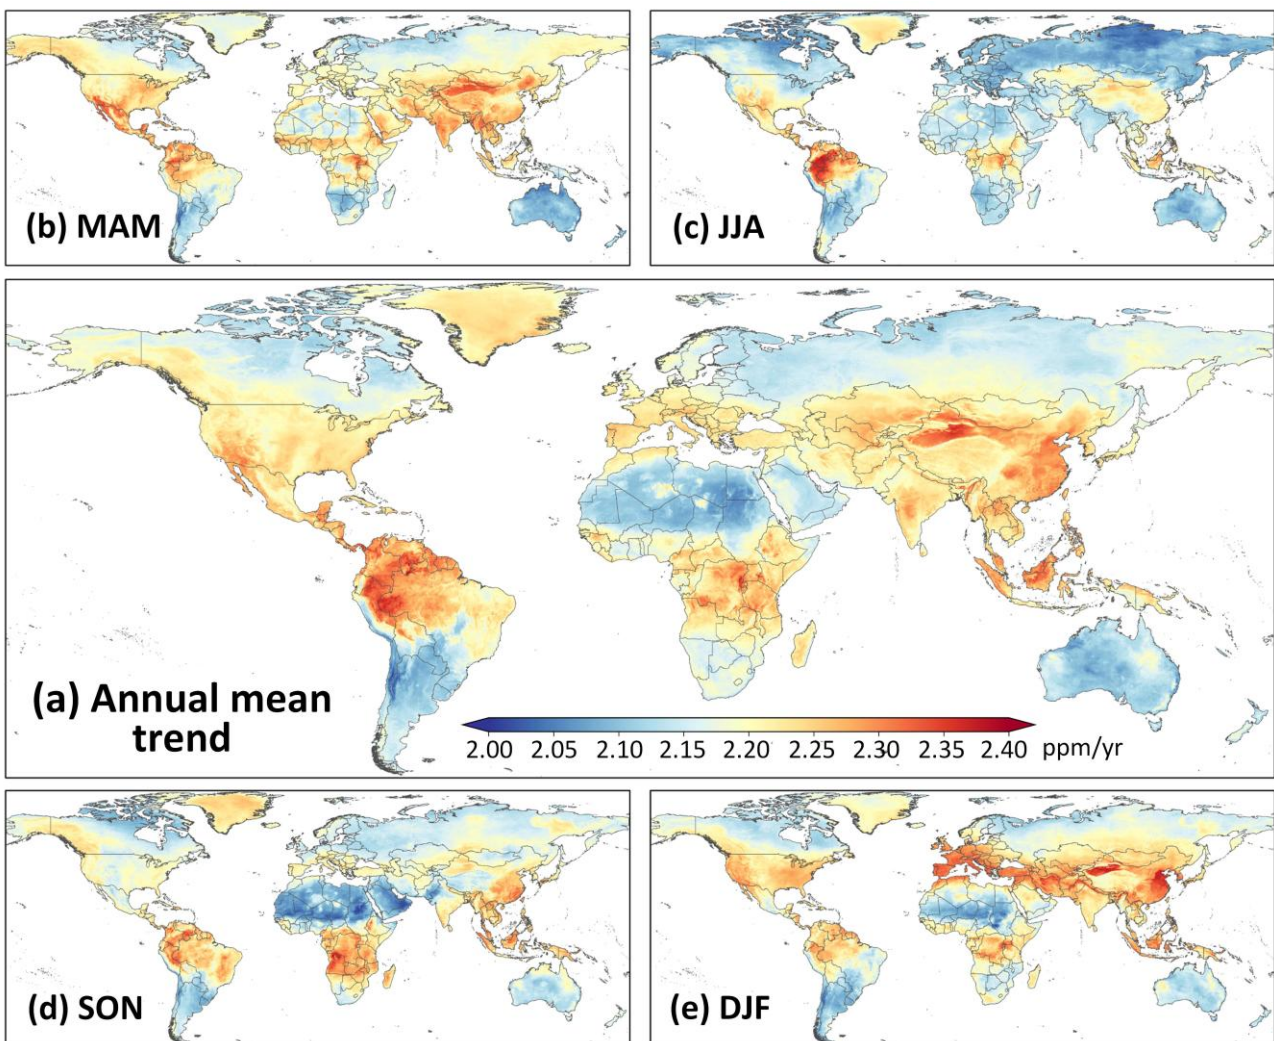 (b) MAM
(c) JJA
(a) Annual mean
trend
2.00 2.05 2.10 2.15 2.20 2.25 2.30 2.35 2.40 ppm/yr
(d) SON
(e) DJF